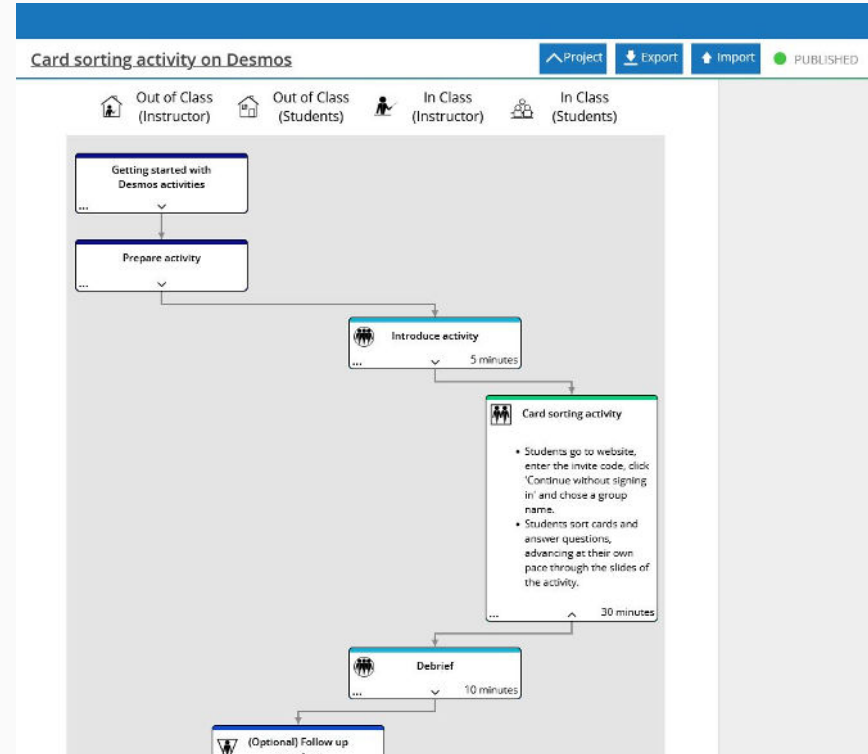 Card sorting activity on Desmos
Project
Export
Import
PUBLISHED
Out of Class
(Instructor)
Out of Class
(Students)
In Class
(Instructor)
In Class
(Students)
Getting started with
Desmos activities
...
Prepare activity
...
Introduce activity
...
5 minutes
Card sorting activity
• Students go to website,
enter the invite code, click
'Continue without signing
in' and chose a group
name.
• Students sort cards and
answer questions,
advancing at their own
pace through the slides of
the activity.
...
30 minutes
Debrief
...
10 minutes
(Optional) Follow up